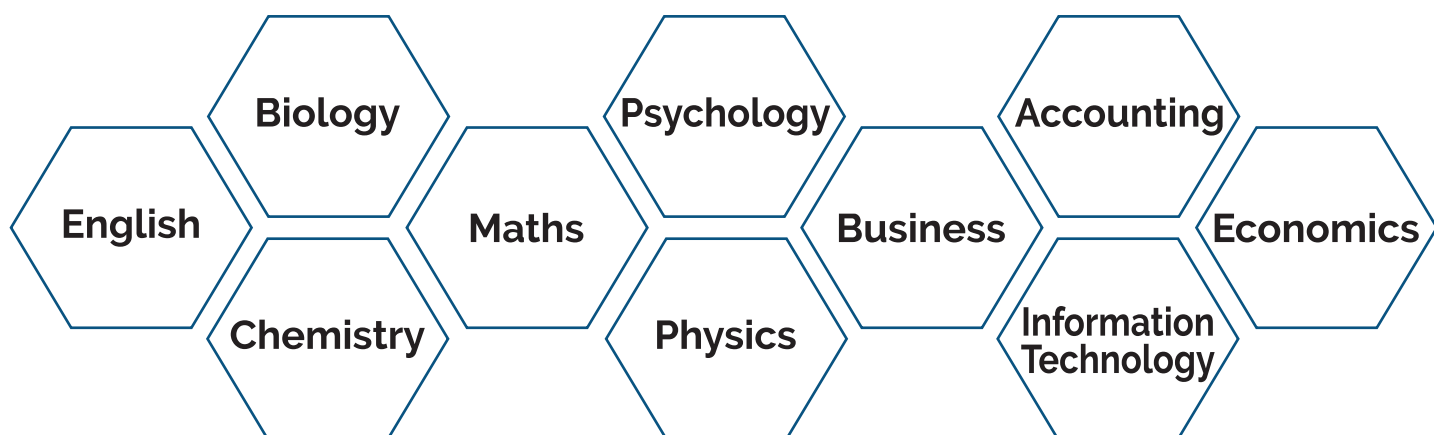 Biology
Psychology
Accounting
English
Maths
Business
Economics
Chemistry
Physics
Information
Technology